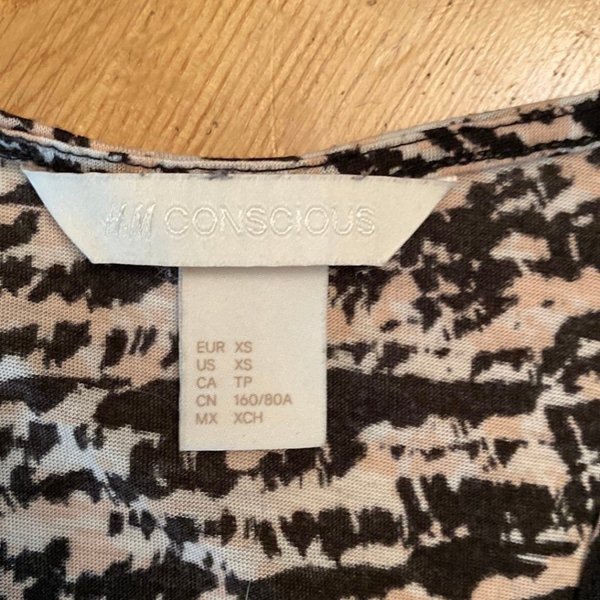 H&M CONSCIOUS
EUR XS
US XS
CA TP
CN 160/80A
MX XCH